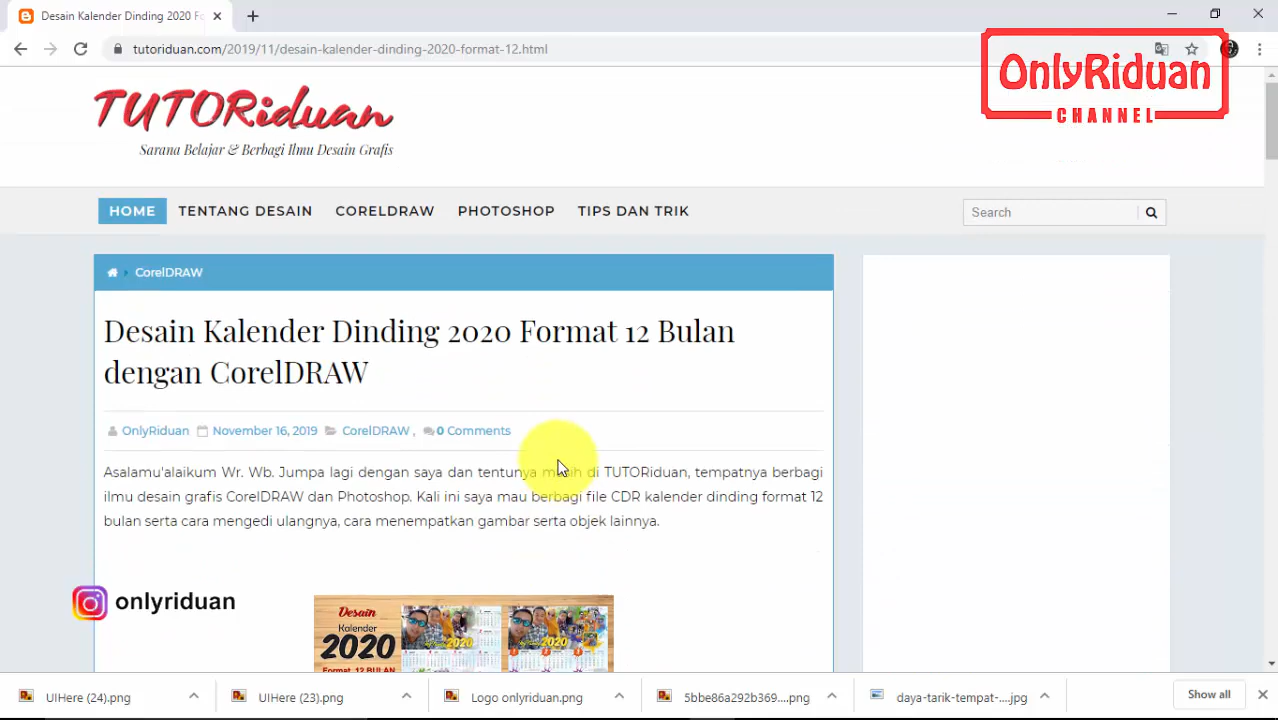 Desain Kalender Dinding 2020 Fo
tutoriduan.com/2019/11/desain-kalender-dinding-2020-format-12.html
OnlyRiduan
CHANNEL
TUTORiduan
Sarana Belajar & Berbagi Ilmu Desain Grafis
HOME TENTANG DESAIN CORELDRAW PHOTOSHOP TIPS DAN TRIK Search
CorelDRAW
Desain Kalender Dinding 2020 Format 12 Bulan
dengan CorelDRAW
OnlyRiduan November 16, 2019 CorelDRAW , 0 Comments
Asalamu'alaikum Wr. Wb. Jumpa lagi dengan saya dan tentunya di TUTORiduan, tempatnya berbagi
ilmu desain grafis CorelDRAW dan Photoshop. Kali ini saya mau berbagi file CDR kalender dinding format 12
bulan serta cara mengedi ulangnya, cara menempatkan gambar serta objek lainnya.
onlyriduan
Desain
Kalender
2020
Format 12 BULAN
2020
2020
UIHere (24).png UIHere (23).png Logo onlyriduan.png 5bbe86a292b369....png daya-tarik-tempat-....jpg Show all